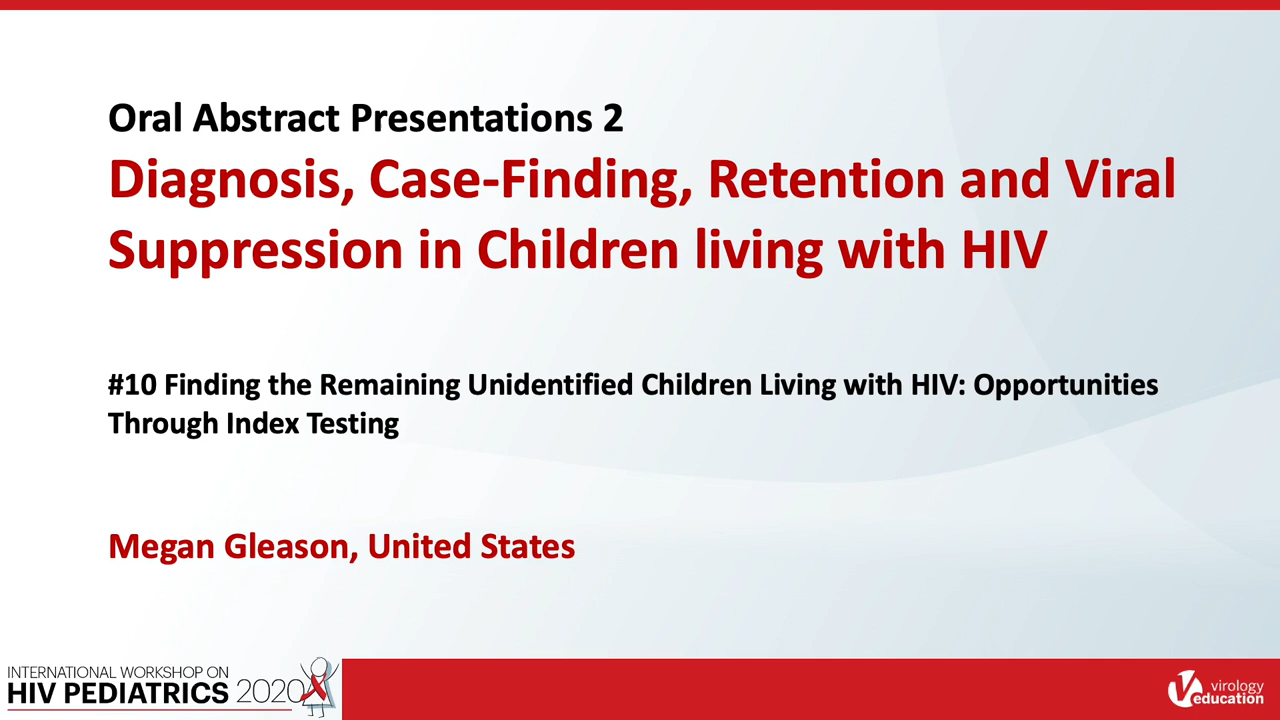 Oral Abstract Presentations 2
Diagnosis, Case-Finding, Retention and Viral
Suppression in Children living with HIV
#10 Finding the Remaining Unidentified Children Living with HIV: Opportunities
Through Index Testing
Megan Gleason, United States
INTERNATIONAL WORKSHOP ON
HIV PEDIATRICS 2020
virology
education